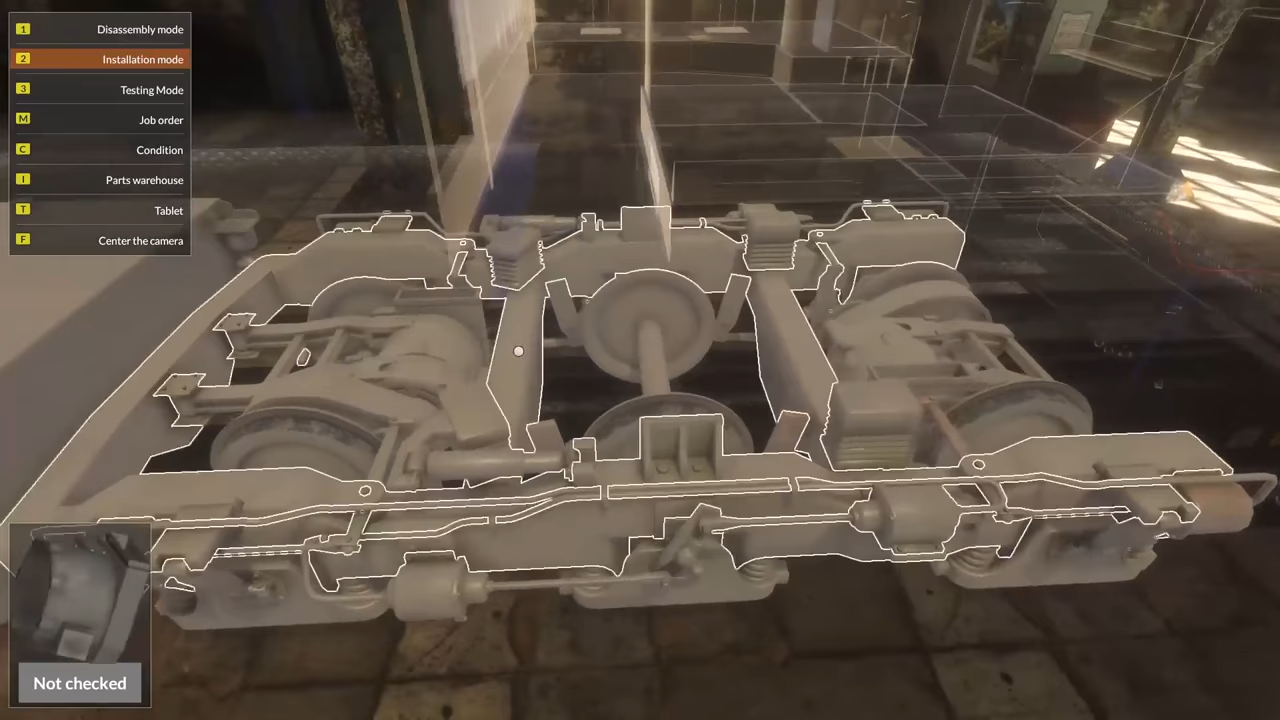 1 Disassembly mode
2 Installation mode
3 Testing Mode
M Job order
C Condition
I Parts warehouse
T Tablet
F Center the camera
Not checked